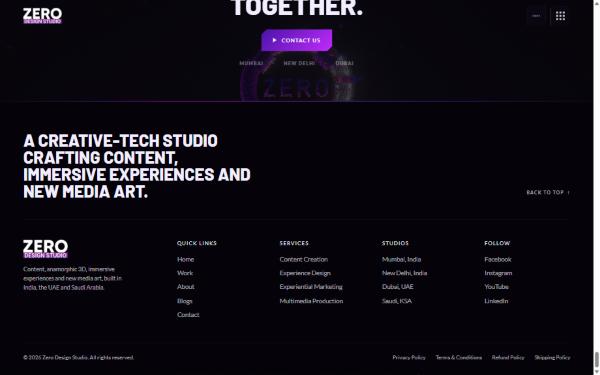 ZERO
DESIGN STUDIO
TOGETHER.
CONTACT US
MUMBAI
NEW DELHI
DUBAI
ZERO
A CREATIVE-TECH STUDIO
CRAFTING CONTENT,
IMMERSIVE EXPERIENCES AND
NEW MEDIA ART.
BACK TO TOP ↑
ZERO
DESIGN STUDIO
Content, anamorphic 3D, immersive
experiences and new media art, built in
India, the UAE and Saudi Arabia.
QUICK LINKS
Home
Work
About
Blogs
Contact
SERVICES
Content Creation
Experience Design
Experiential Marketing
Multimedia Production
STUDIOS
Mumbai, India
New Delhi, India
Dubai, UAE
Saudi, KSA
FOLLOW
Facebook
Instagram
YouTube
LinkedIn
© 2026 Zero Design Studio. All rights reserved.
Privacy Policy Terms & Conditions Refund Policy Shipping Policy